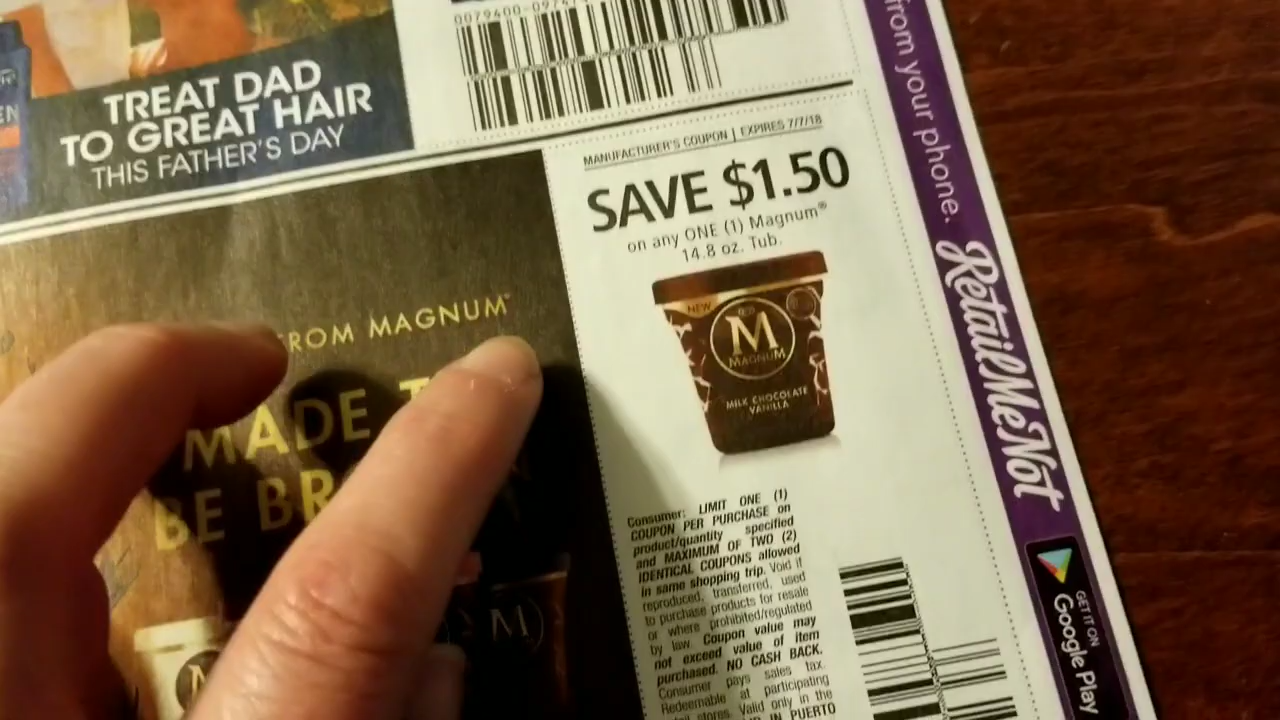 TREAT DAD
TO GREAT HAIR
THIS FATHER'S DAY
MANUFACTURER'S COUPON | EXPIRES 7/7/18
SAVE $1.50
on any ONE (1) Magnum®
14.8 oz. Tub.
NEW
M
MAGNUM
MILK CHOCOLATE
VANILLA
FROM MAGNUM
MADE
BE
M
M
Consumer: LIMIT ONE (1)
COUPON PER PURCHASE on
product/quantity specified
and MAXIMUM OF TWO (2)
IDENTICAL COUPONS allowed
in same shopping trip. Void if
reproduced, transferred, used
to purchase products for resale
or where prohibited/regulated
by law. Coupon value may
not exceed value of item
purchased. NO CASH BACK.
Consumer pays sales tax.
Redeemable at participating
stores. Valid only in the
IN PUERTO
from your phone.
RetailMeNot
GET IT ON
Google Play